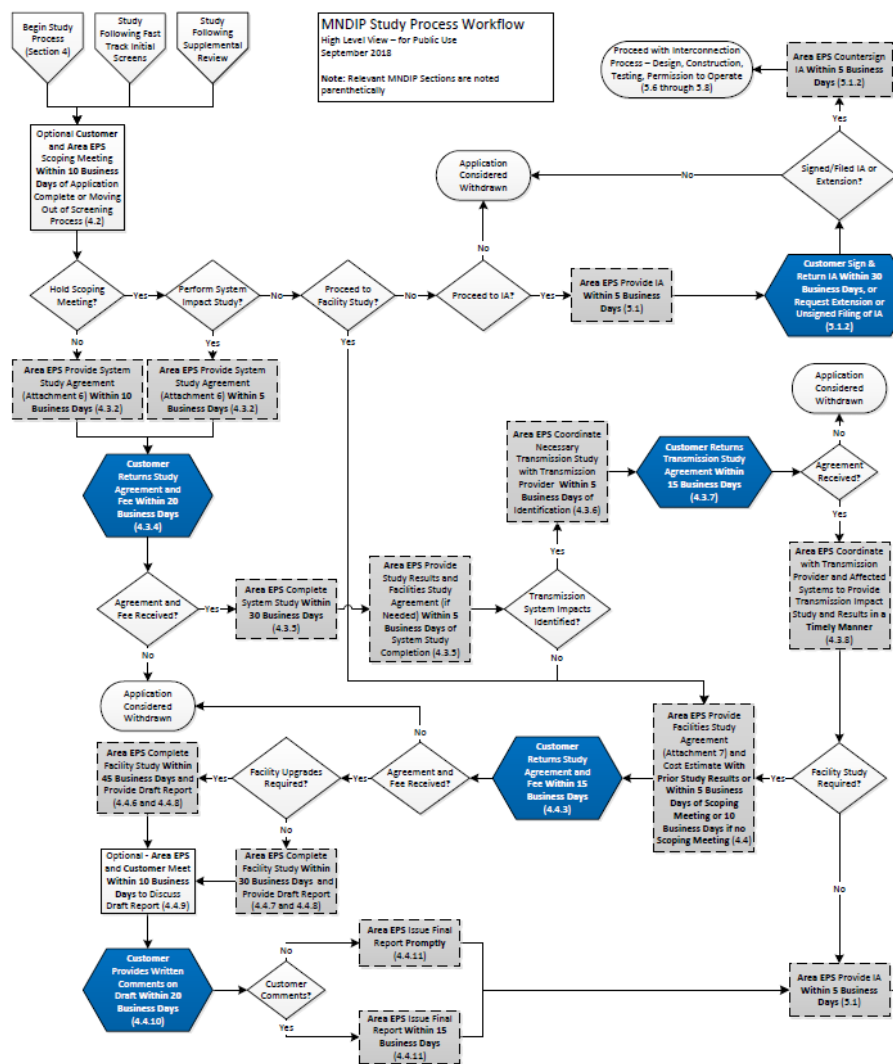 Begin Study
Process
(Section 4)
Study
Following Fast
Track Initial
Screens
Study
Following
Supplemental
Review
MNDIP Study Process Workflow
High Level View – for Public Use
September 2018
Note: Relevant MNDIP Sections are noted
parenthetically
Proceed with Interconnection
Process – Design, Construction,
Testing, Permission to Operate
(5.6 through 5.8)
Area EPS Countersign
IA Within 5 Business
Days (5.1.2)
Yes
Optional Customer
and Area EPS
Scoping Meeting
Within 10 Business
Days of Application
Complete or Moving
Out of Screening
Process (4.2)
Application
Considered
Withdrawn
No
Signed/Filed IA or
Extension?
No
Hold Scoping
Meeting?
Yes
Perform System
Impact Study?
No
Proceed to
Facility Study?
No
Proceed to IA?
Yes
Area EPS Provide IA
Within 5 Business
Days (5.1)
Customer Sign &
Return IA Within 30
Business Days, or
Request Extension or
Unsigned Filing of IA
(5.1.2)
No
Yes
Yes
Area EPS Provide System
Study Agreement
(Attachment 6) Within 10
Business Days (4.3.2)
Area EPS Provide System
Study Agreement
(Attachment 6) Within 5
Business Days (4.3.2)
Application
Considered
Withdrawn
No
Customer
Returns Study
Agreement and
Fee Within 20
Business Days
(4.3.4)
Area EPS Coordinate
Necessary
Transmission Study
with Transmission
Provider Within 5
Business Days of
Identification (4.3.6)
Customer Returns
Transmission Study
Agreement Within
15 Business Days
(4.3.7)
Agreement
Received?
Yes
Yes
Agreement and
Fee Received?
Yes
Area EPS Complete
System Study Within
30 Business Days
(4.3.5)
Area EPS Provide
Study Results and
Facilities Study
Agreement (if
Needed) Within 5
Business Days of
System Study
Completion (4.3.5)
Transmission
System Impacts
Identified?
Area EPS Coordinate
with Transmission
Provider and Affected
Systems to Provide
Transmission Impact
Study and Results in a
Timely Manner
(4.3.8)
No
No
Application
Considered
Withdrawn
No
Area EPS Complete
Facility Study Within
45 Business Days and
Provide Draft Report
(4.4.6 and 4.4.8)
Yes
Facility Upgrades
Required?
Yes
Agreement and
Fee Received?
Customer
Returns Study
Agreement and
Fee Within 15
Business Days
(4.4.3)
Area EPS Provide
Facilities Study
Agreement
(Attachment 7) and
Cost Estimate With
Prior Study Results or
Within 5 Business
Days of Scoping
Meeting or 10
Business Days if no
Scoping Meeting (4.4)
Yes
Facility Study
Required?
No
Optional - Area EPS
and Customer Meet
Within 10 Business
Days to Discuss
Draft Report (4.4.9)
Area EPS Complete
Facility Study Within
30 Business Days and
Provide Draft Report
(4.4.7 and 4.4.8)
No
Customer
Provides Written
Comments on
Draft Within 20
Business Days
(4.4.10)
Customer
Comments?
No
Area EPS Issue Final
Report Promptly
(4.4.11)
Yes
Area EPS Issue Final
Report Within 15
Business Days
(4.4.11)
Area EPS Provide IA
Within 5 Business
Days (5.1)